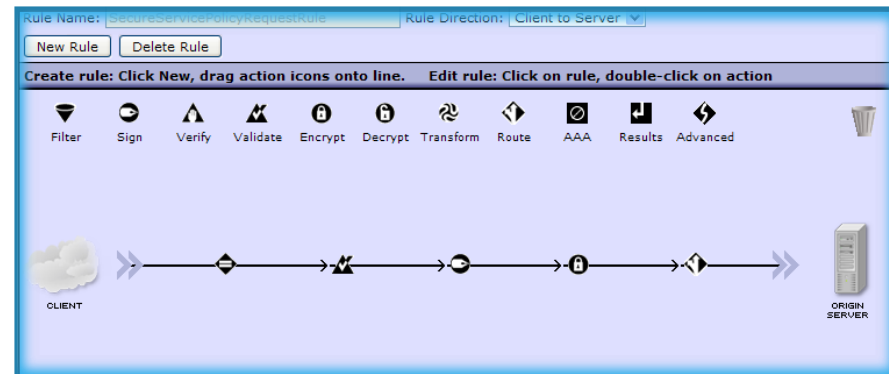 Rule Name: SecureServicePolicyRequestRule Rule Direction: Client to Server
New Rule Delete Rule
Create rule: Click New, drag action icons onto line. Edit rule: Click on rule, double-click on action
Filter Sign Verify Validate Encrypt Decrypt Transform Route AAA Results Advanced
CLIENT
ORIGIN
SERVER